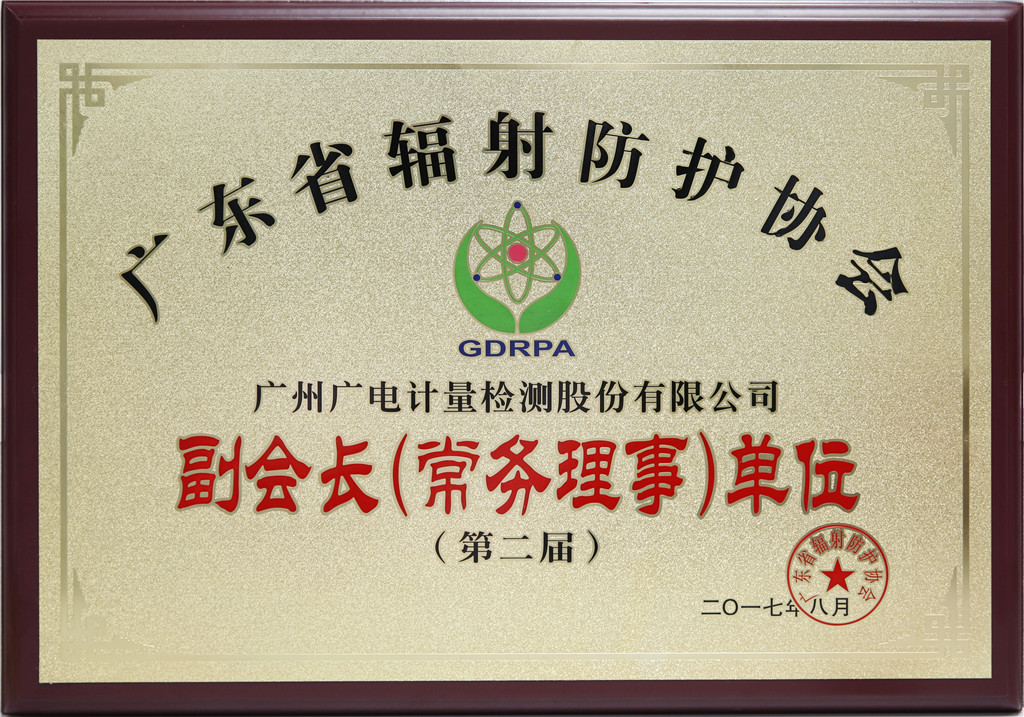 广东省辐射防护协会
GDRPA
广州广电计量检测股份有限公司
副会长(常务理事)单位
(第二届)
广东省辐射防护协会
二〇一七年八月